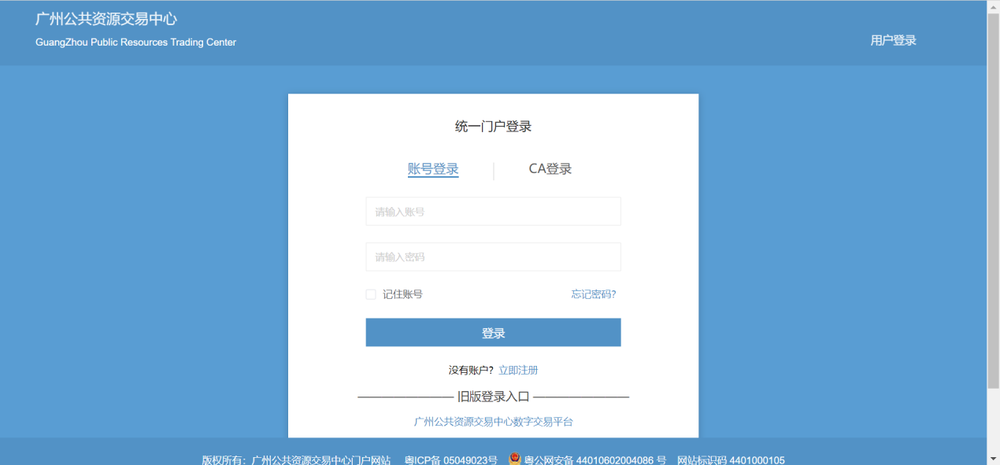 广州公共资源交易中心
GuangZhou Public Resources Trading Center
用户登录
统一门户登录
账号登录 CA登录
请输入账号
请输入密码
记住账号 忘记密码?
登录
没有账户? 立即注册
旧版登录入口
广州公共资源交易中心数字交易平台
版权所有：广州公共资源交易中心门户网站 粤ICP备 05049023号 粤公网安备 44010602004086 号 网站标识码 4401000105